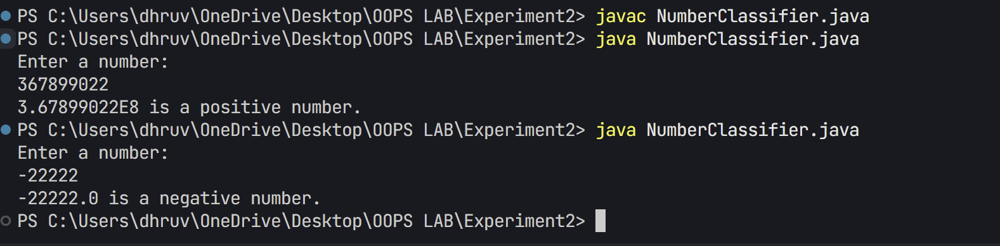 PS C:\Users\dhruv\OneDrive\Desktop\OOPS LAB\Experiment2> javac NumberClassifier.java
PS C:\Users\dhruv\OneDrive\Desktop\OOPS LAB\Experiment2> java NumberClassifier.java
Enter a number:
367899022
3.67899022E8 is a positive number.
PS C:\Users\dhruv\OneDrive\Desktop\OOPS LAB\Experiment2> java NumberClassifier.java
Enter a number:
-22222
-22222.0 is a negative number.
PS C:\Users\dhruv\OneDrive\Desktop\OOPS LAB\Experiment2>